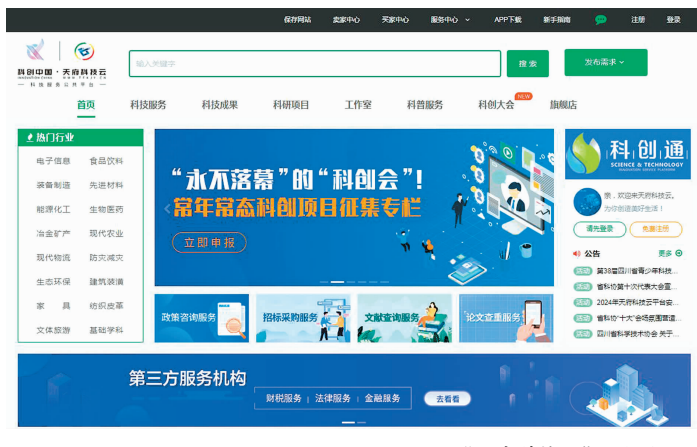 保存网站 卖家中心 买家中心 服务中心 APP下载 新手指南 注册 登录
科创中国·天府科技云
科技服务公共平台
输入关键字
搜索
发布需求
首页 科技服务 科技成果 科研项目 工作室 科普服务 科创大会 NEW 旗舰店
热门行业
电子信息 食品饮料
装备制造 先进材料
能源化工 生物医药
冶金矿产 现代农业
现代物流 防灾减灾
生态环保 建筑装潢
家具 纺织皮革
文体旅游 基础学科
“永不落幕”的“科创会”!
常年常态科创项目征集专栏
立即申报
科创通
SCIENCE & TECHNOLOGY
亲,欢迎来天府科技云。
为你创造美好生活!
请先登录 免费注册
公告 更多
活动 第38届四川省青少年科技...
活动 省科协第十次代表大会宣...
活动 2024年天府科技云平台安...
活动 省科协“十大”会场氛围营造...
活动 四川省科学技术协会 关于...
政策咨询服务
招标采购服务
文献查询服务
论文查重服务
第三方服务机构
财税服务 | 法律服务 | 金融服务
去看看